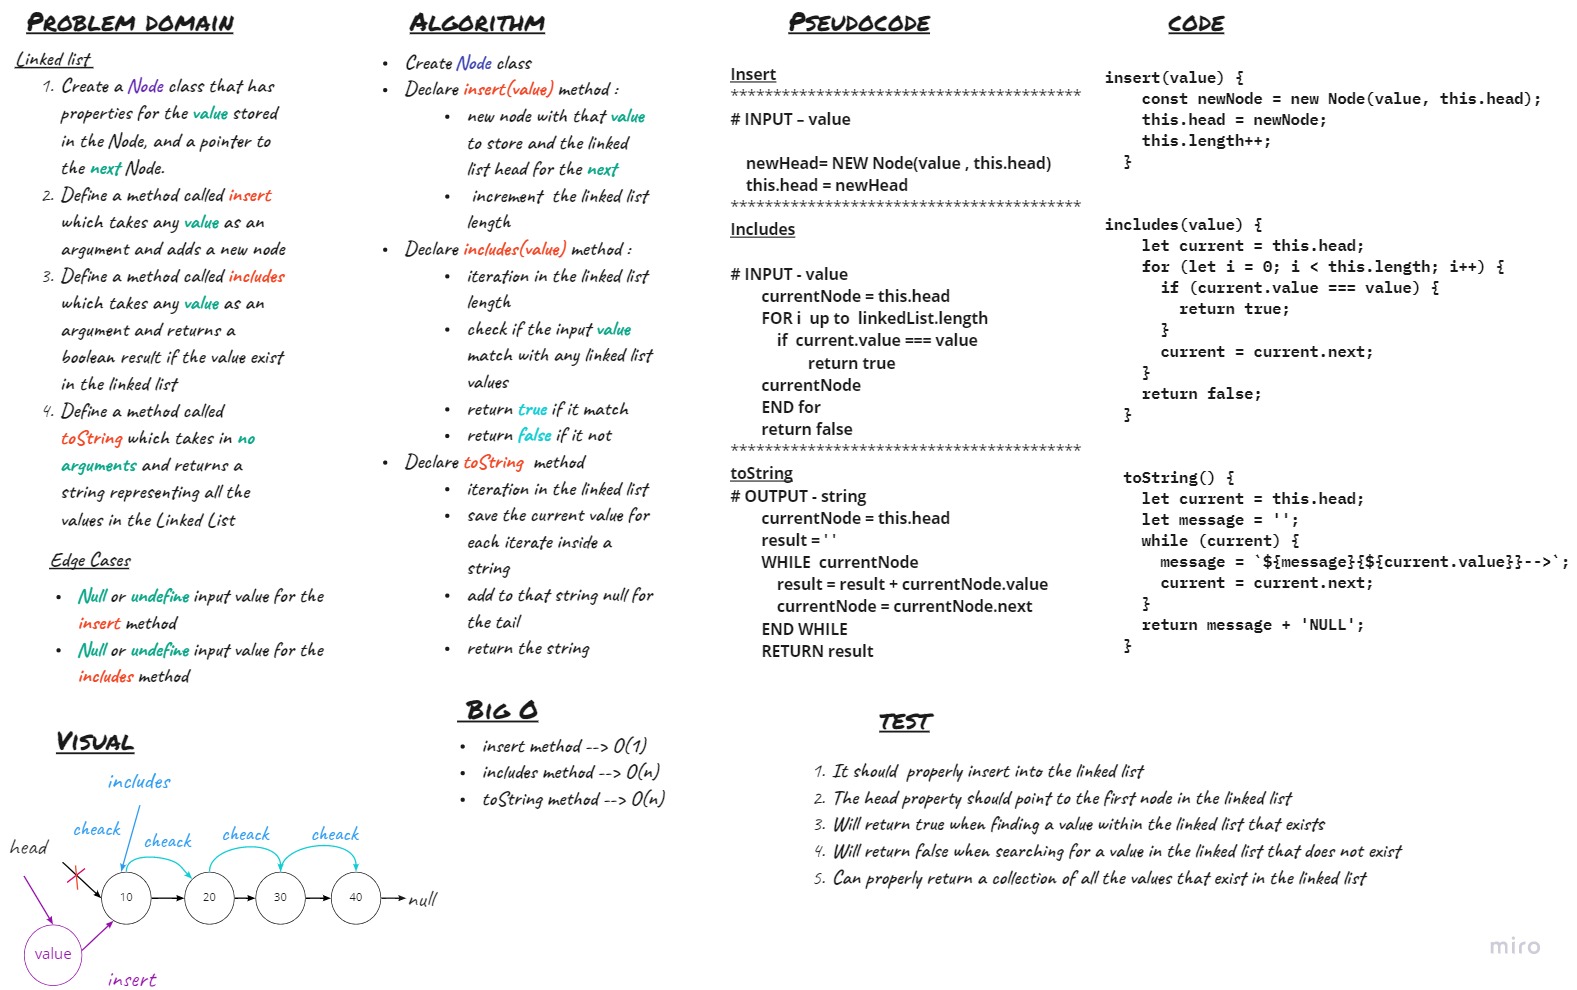 PROBLEM DOMAIN
Linked list
1. Create a Node class that has
properties for the value stored
in the Node, and a pointer to
the next Node.
2. Define a method called insert
which takes any value as an
argument and adds a new node
3. Define a method called includes
which takes any value as an
argument and returns a
boolean result if the value exist
in the linked list
4. Define a method called
toString which takes in no
arguments and returns a
string representing all the
values in the Linked List
Edge Cases
• Null or undefine input value for the
insert method
• Null or undefine input value for the
includes method
ALGORITHM
• Create Node class
• Declare insert(value) method :
• new node with that value
to store and the linked
list head for the next
• increment the linked list
length
• Declare includes(value) method :
• iteration in the linked list
length
• check if the input value
match with any linked list
values
• return true if it match
• return false if it not
• Declare toString method
• iteration in the linked list
• save the current value for
each iterate inside a
string
• add to that string null for
the tail
• return the string
PSEUDOCODE
Insert
****************************************
# INPUT – value
newHead= NEW Node(value , this.head)
this.head = newHead
****************************************
Includes
# INPUT - value
currentNode = this.head
FOR i up to linkedList.length
if current.value === value
return true
currentNode
END for
return false
****************************************
toString
# OUTPUT - string
currentNode = this.head
result = ' '
WHILE currentNode
result = result + currentNode.value
currentNode = currentNode.next
END WHILE
RETURN result
CODE
insert(value) {
const newNode = new Node(value, this.head);
this.head = newNode;
this.length++;
}
includes(value) {
let current = this.head;
for (let i = 0; i < this.length; i++) {
if (current.value === value) {
return true;
}
current = current.next;
}
return false;
}
toString() {
let current = this.head;
let message = '';
while (current) {
message = `${message}{${current.value}}-->`;
current = current.next;
}
return message + 'NULL';
}
VISUAL
includes
cheack
cheack
cheack
cheack
head
10
20
30
40
null
value
insert
BIG O
• insert method --> O(1)
• includes method --> O(n)
• toString method --> O(n)
TEST
1. It should properly insert into the linked list
2. The head property should point to the first node in the linked list
3. Will return true when finding a value within the linked list that exists
4. Will return false when searching for a value in the linked list that does not exist
5. Can properly return a collection of all the values that exist in the linked list
miro